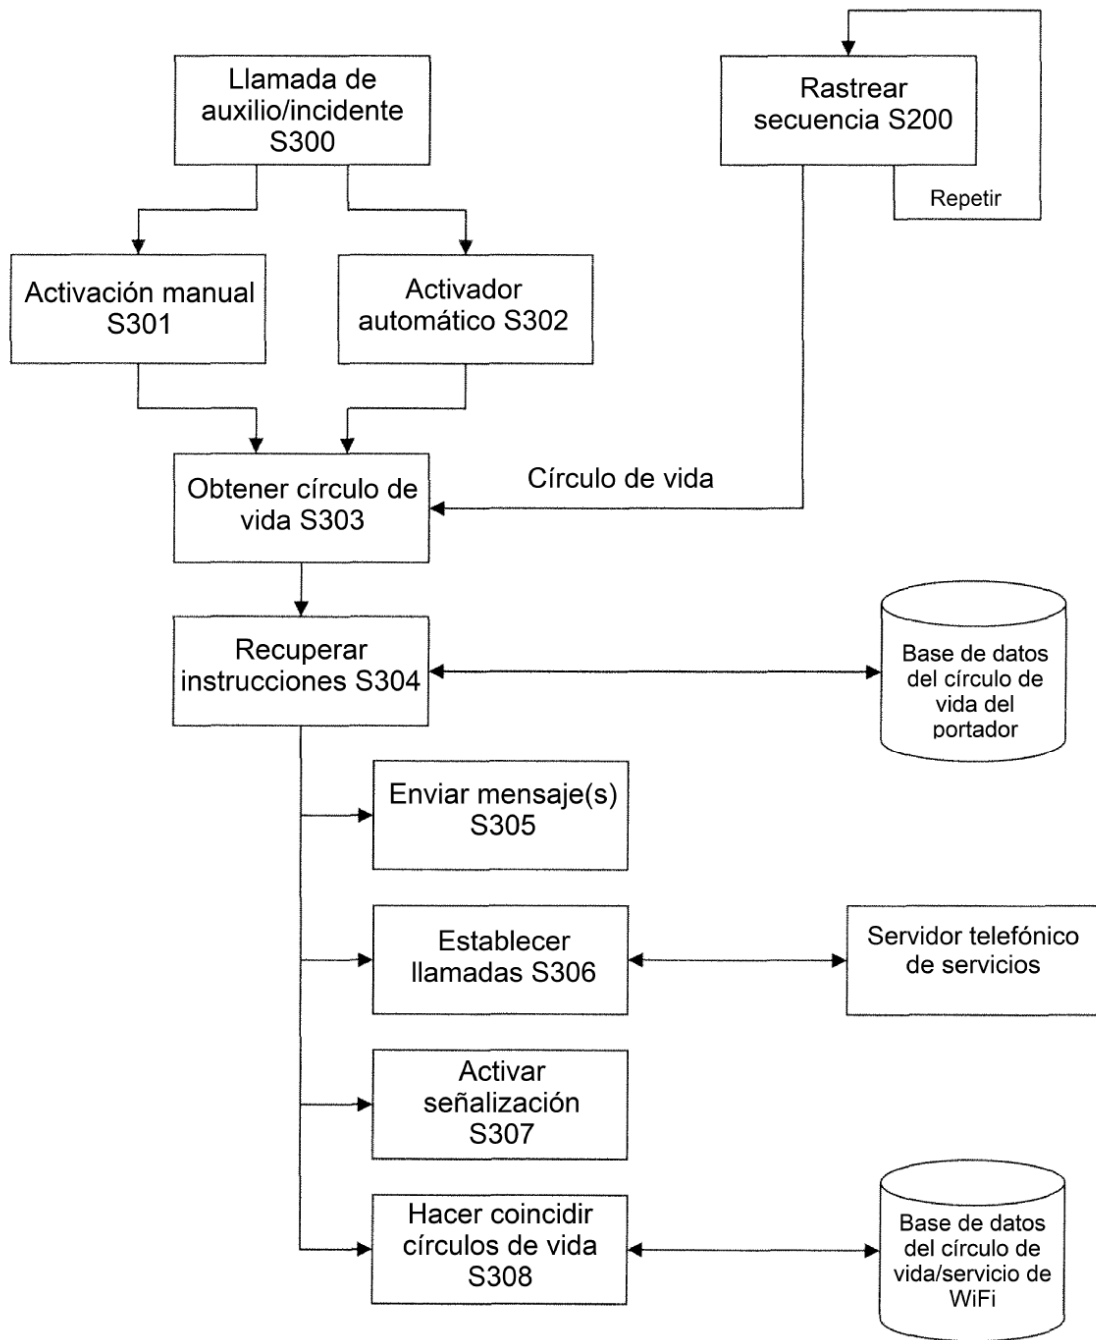 Llamada de
auxilio/incidente
S300
Rastrear
secuencia S200
Repetir
Activación manual
S301
Activador
automático S302
Obtener círculo de
vida S303
Círculo de vida
Recuperar
instrucciones S304
Base de datos
del círculo de
vida del
portador
Enviar mensaje(s)
S305
Establecer
llamadas S306
Servidor telefónico
de servicios
Activar
señalización
S307
Hacer coincidir
círculos de vida
S308
Base de datos
del círculo de
vida/servicio de
WiFi